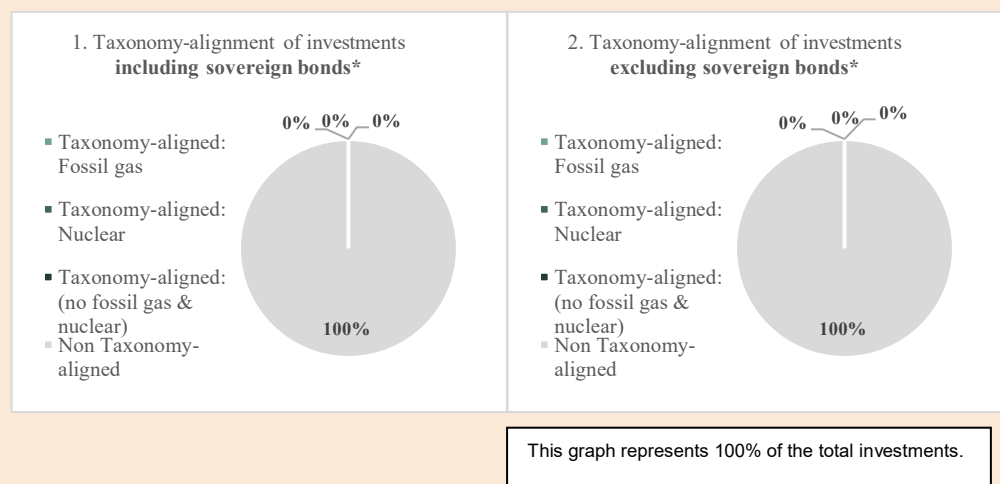 1. Taxonomy-alignment of investments
including sovereign bonds*
0% 0% 0%
Taxonomy-aligned:
Fossil gas
Taxonomy-aligned:
Nuclear
Taxonomy-aligned:
(no fossil gas &
nuclear)
Non Taxonomy-
aligned
100%
2. Taxonomy-alignment of investments
excluding sovereign bonds*
0% 0% 0%
Taxonomy-aligned:
Fossil gas
Taxonomy-aligned:
Nuclear
Taxonomy-aligned:
(no fossil gas &
nuclear)
Non Taxonomy-
aligned
100%
This graph represents 100% of the total investments.